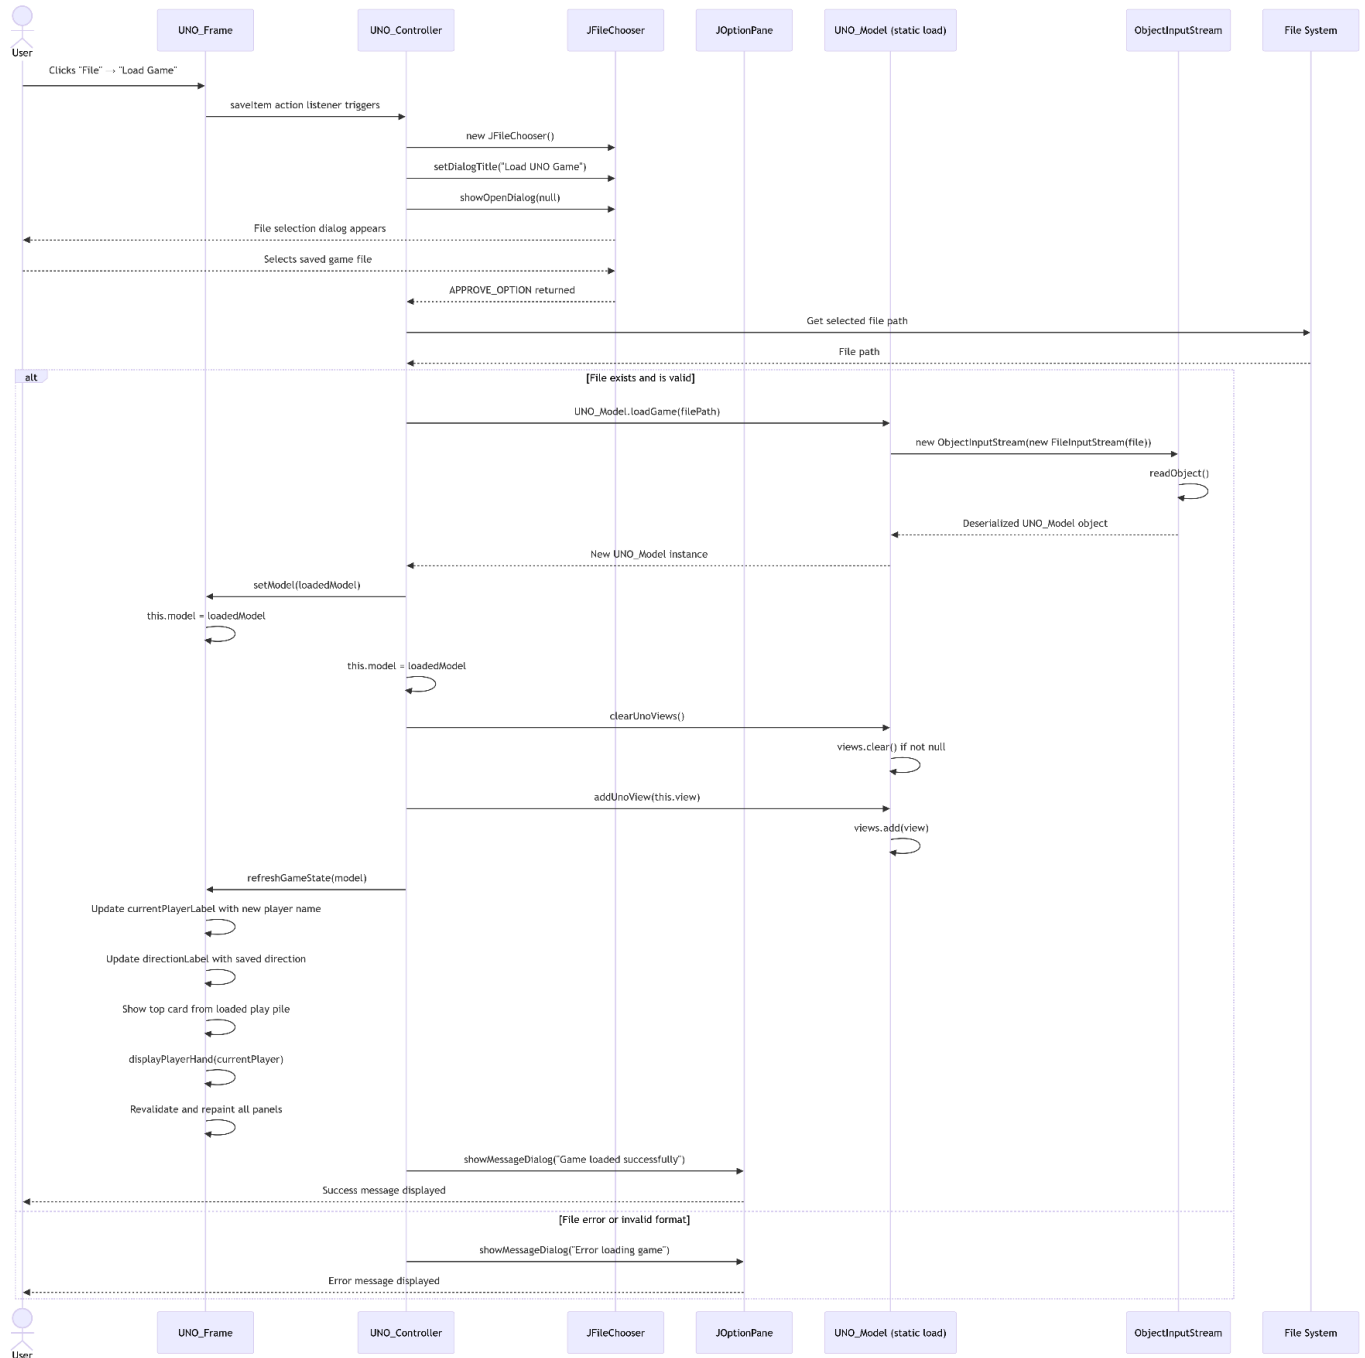 UNO_Frame
UNO_Controller
JFileChooser
JOptionPane
UNO_Model (static load)
ObjectInputStream
File System
User
Clicks "File" → "Load Game"
saveItem action listener triggers
new JFileChooser()
setDialogTitle("Load UNO Game")
showOpenDialog(null)
File selection dialog appears
Selects saved game file
APPROVE_OPTION returned
Get selected file path
File path
alt
[File exists and is valid]
UNO_Model.loadGame(filePath)
new ObjectInputStream(new FileInputStream(file))
readObject()
Deserialized UNO_Model object
New UNO_Model instance
setModel(loadedModel)
this.model = loadedModel
this.model = loadedModel
clearUnoViews()
views.clear() if not null
addUnoView(this.view)
views.add(view)
refreshGameState(model)
Update currentPlayerLabel with new player name
Update directionLabel with saved direction
Show top card from loaded play pile
displayPlayerHand(currentPlayer)
Revalidate and repaint all panels
showMessageDialog("Game loaded successfully")
Success message displayed
[File error or invalid format]
showMessageDialog("Error loading game")
Error message displayed
UNO_Frame
UNO_Controller
JFileChooser
JOptionPane
UNO_Model (static load)
ObjectInputStream
File System
User